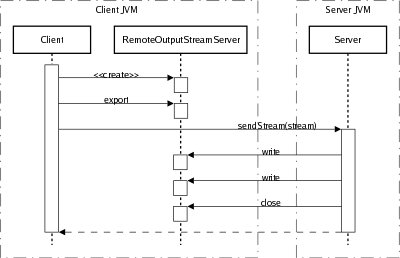 Client JVM
Server JVM
Client
RemoteOutputStreamServer
Server
<<create>>
export
sendStream(stream)
write
write
close